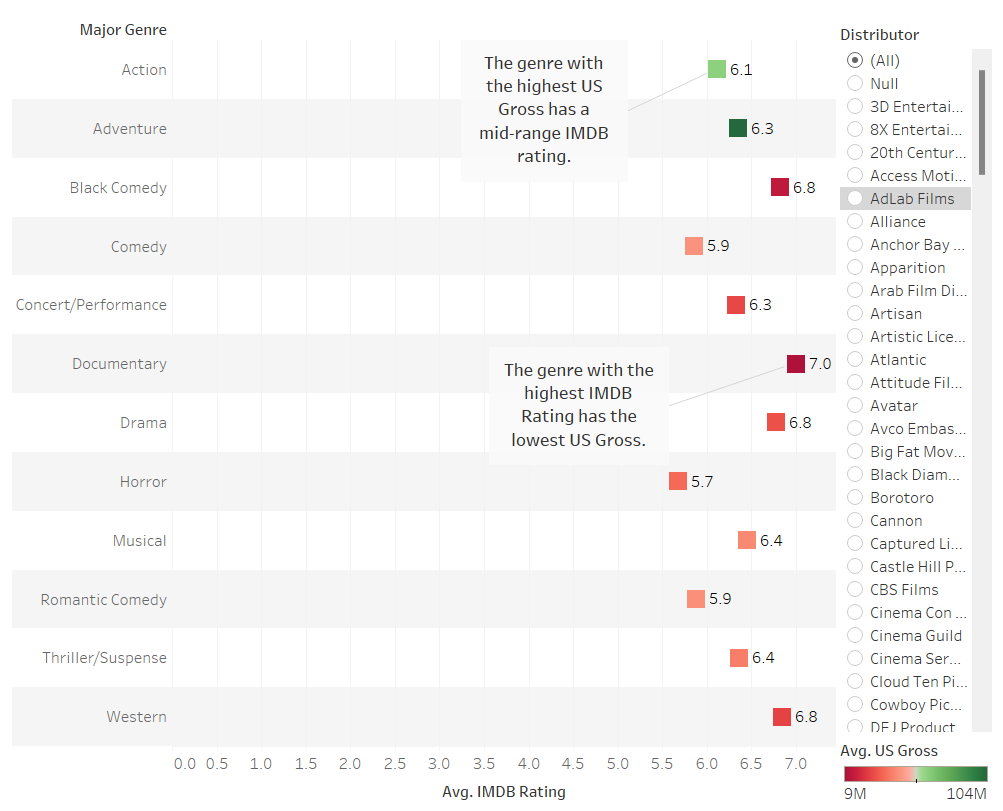 Major Genre
Action
Adventure
Black Comedy
Comedy
Concert/Performance
Documentary
Drama
Horror
Musical
Romantic Comedy
Thriller/Suspense
Western
The genre with
the highest US
Gross has a
mid-range IMDB
rating.
6.1
6.3
6.8
5.9
6.3
The genre with the
highest IMDB
Rating has the
lowest US Gross.
7.0
6.8
5.7
6.4
5.9
6.4
6.8
0.0 0.5 1.0 1.5 2.0 2.5 3.0 3.5 4.0 4.5 5.0 5.5 6.0 6.5 7.0
Avg. IMDB Rating
Distributor
(All)
Null
3D Entertai...
8X Entertai...
20th Centur...
Access Moti...
AdLab Films
Alliance
Anchor Bay ...
Apparition
Arab Film Di...
Artisan
Artistic Lice...
Atlantic
Attitude Fil...
Avatar
Avco Embas...
Big Fat Mov...
Black Diam...
Borotoro
Cannon
Captured Li...
Castle Hill P...
CBS Films
Cinema Con ...
Cinema Guild
Cinema Ser...
Cloud Ten Pi...
Cowboy Pic...
DEJ Product
Avg. US Gross
9M 104M